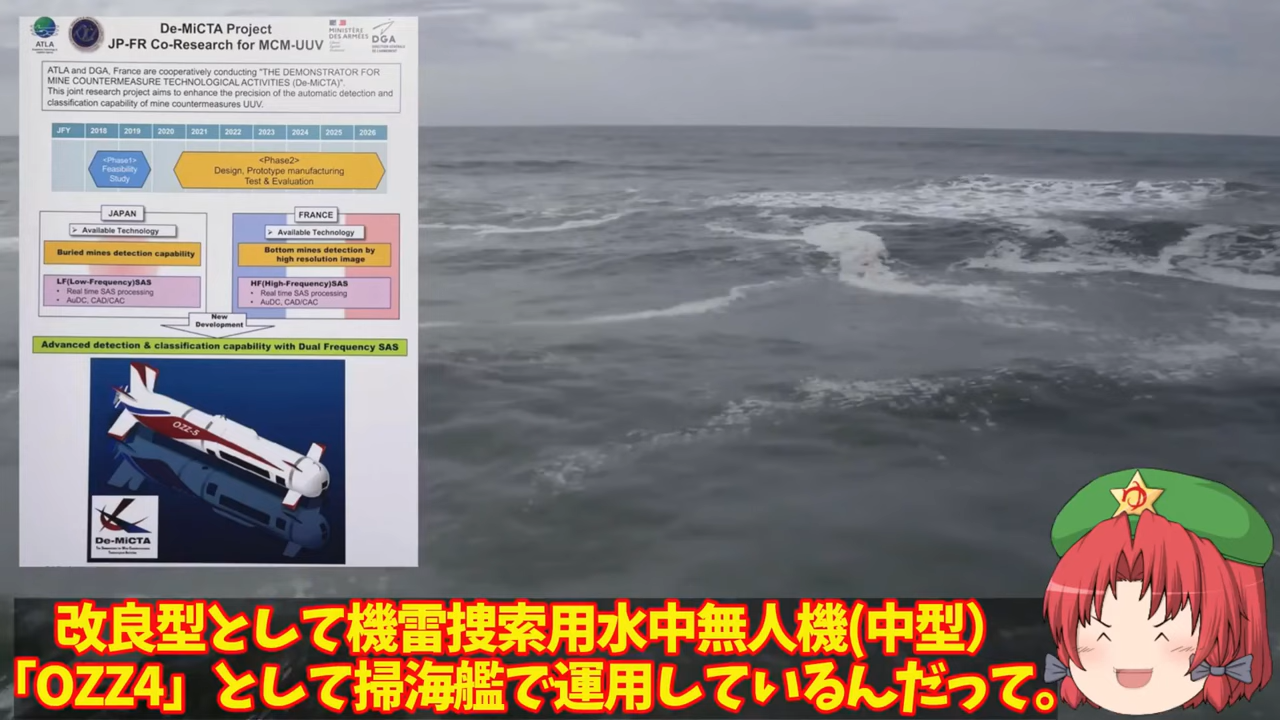 De-MiCTA Project
JP-FR Co-Research for MCM-UUV
ATLA
OZZ
MINISTÈRE
DES ARMÉES
DGA
ATLA and DGA, France are cooperatively conducting "THE DEMONSTRATOR FOR
MINE COUNTERMEASURE TECHNOLOGICAL ACTIVITIES (De-MiCTA)".
This joint research project aims to enhance the precision of the automatic detection and
classification capability of mine countermeasures UUV.
JFY 2018 2019 2020 2021 2022 2023 2024 2025 2026
<Phase1>
Feasibility
Study
<Phase2>
Design, Prototype manufacturing
Test & Evaluation
JAPAN
➢ Available Technology
Buried mines detection capability
LF(Low-Frequency)SAS
• Real time SAS processing
• AuDC, CAD/CAC
FRANCE
➢ Available Technology
Bottom mines detection by
high resolution image
HF(High-Frequency)SAS
• Real time SAS processing
• AuDC, CAD/CAC
New
Development
Advanced detection & classification capability with Dual Frequency SAS
OZZ-5
De-MiCTA
改良型として機雷捜索用水中無人機(中型）
「OZZ4」として掃海艦で運用しているんだって。